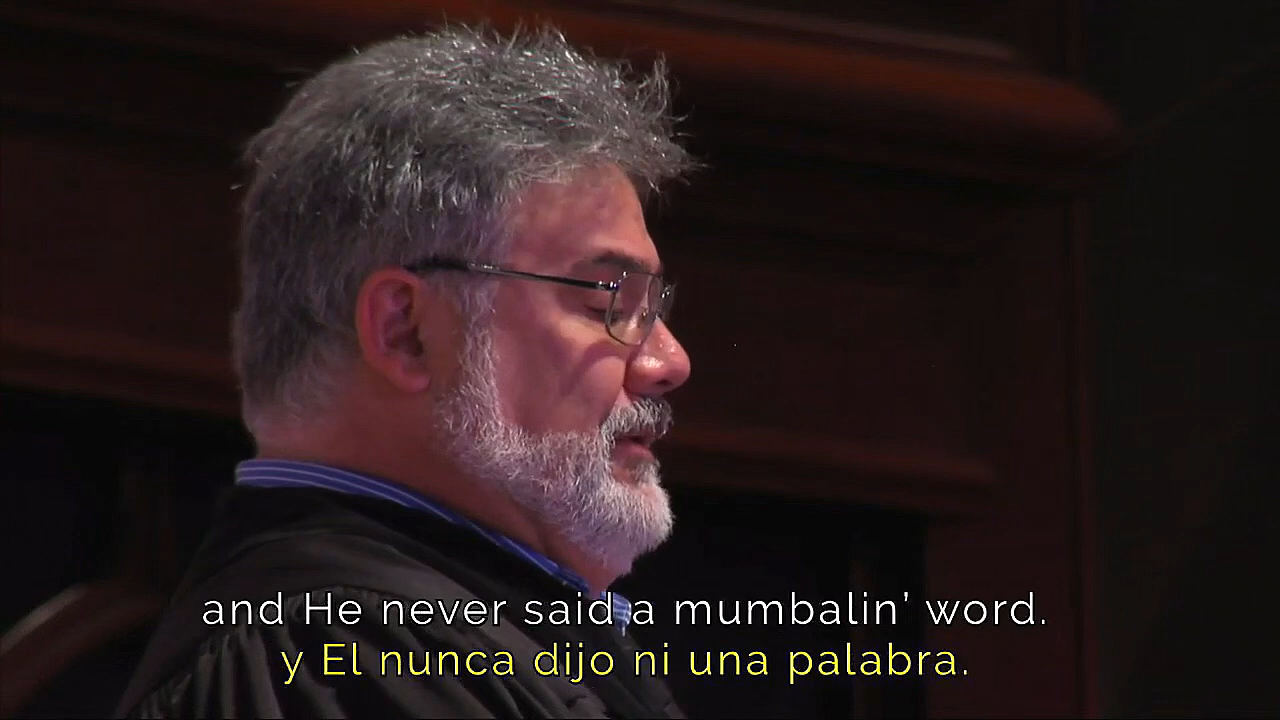 and He never said a mumbalin’ word.
y El nunca dijo ni una palabra.